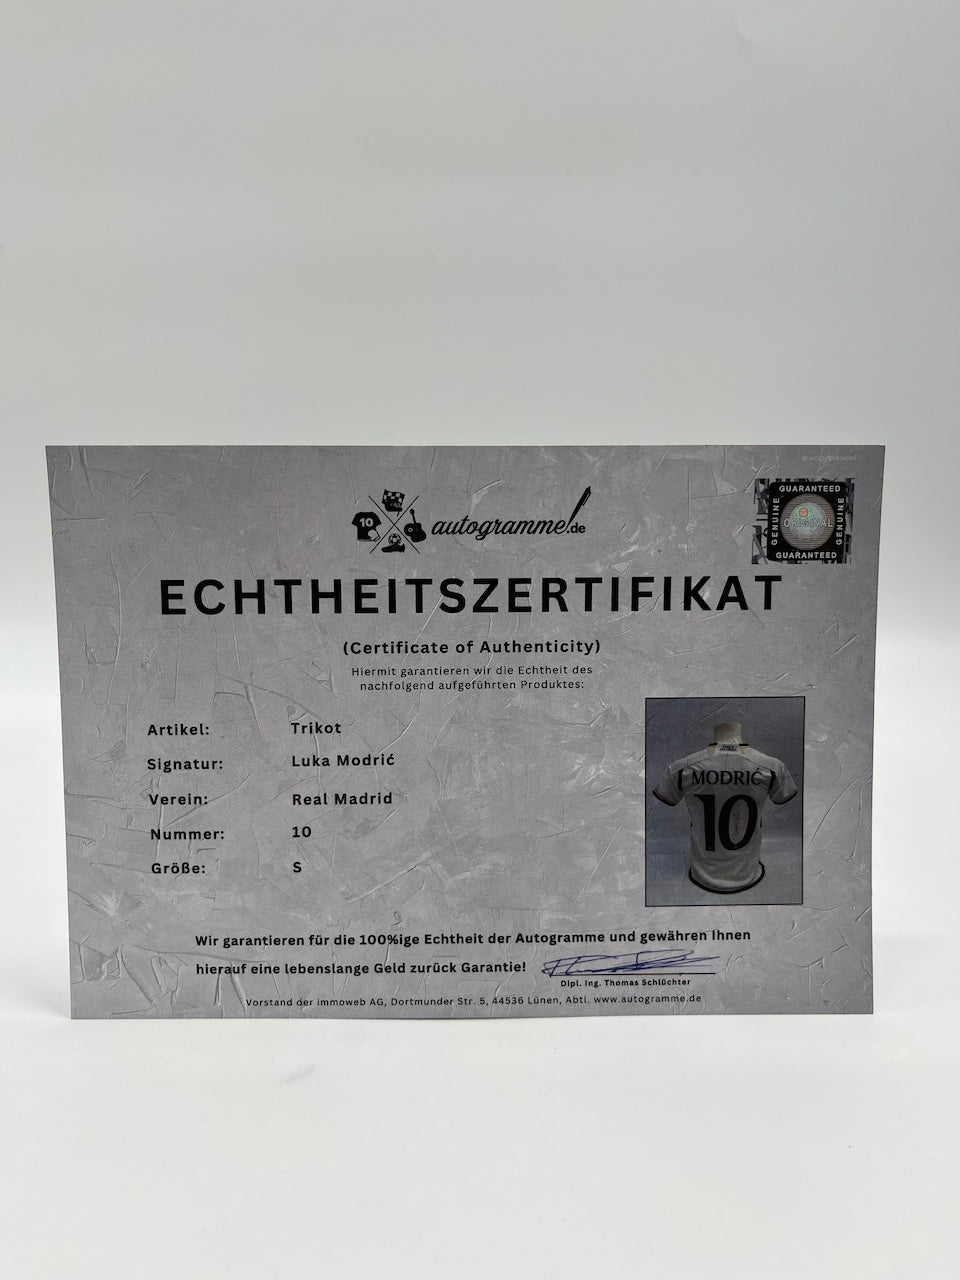 GUARANTEED
GENUINE
ORIGINAL
GENUINE
GUARANTEED
10
autogramme.de
ECHTHEITSZERTIFIKAT
(Certificate of Authenticity)
Hiermit garantieren wir die Echtheit des
nachfolgend aufgeführten Produktes:
Artikel: Trikot
Signatur: Luka Modrić
Verein: Real Madrid
Nummer: 10
Größe: S
MODRIĆ
10
Wir garantieren für die 100%ige Echtheit der Autogramme und gewähren Ihnen
hierauf eine lebenslange Geld zurück Garantie!
Dipl. Ing. Thomas Schlüchter
Vorstand der immoweb AG, Dortmunder Str. 5, 44536 Lünen, Abtl. www.autogramme.de